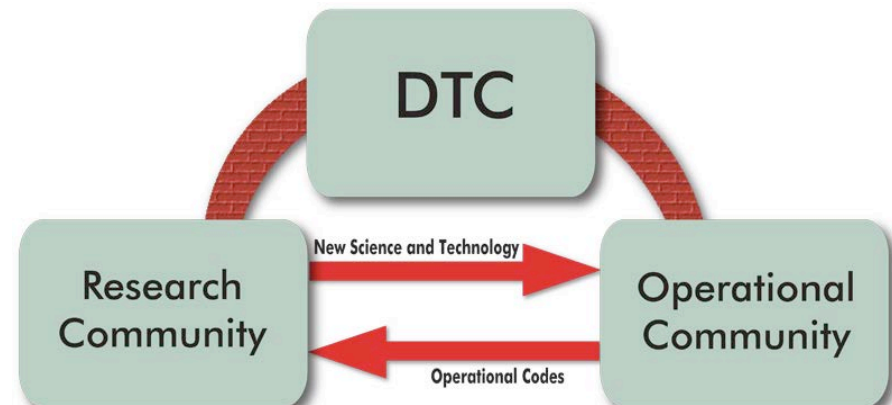 DTC
New Science and Technology
Research
Community
Operational
Community
Operational Codes